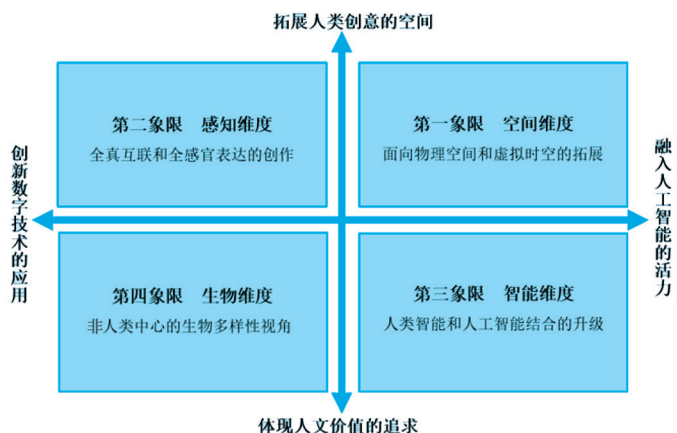 拓展人类创意的空间
第二象限 感知维度
全真互联和全感官表达的创作
第一象限 空间维度
面向物理空间和虚拟时空的拓展
创新数字技术的应用
融入人工智能的活力
第四象限 生物维度
非人类中心的生物多样性视角
第三象限 智能维度
人类智能和人工智能结合的升级
体现人文价值的追求